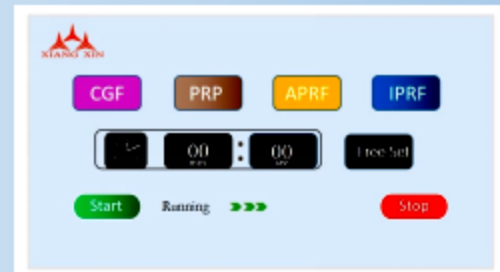 XIANG XIN
CGF PRP APRF IPRF
00 : 00 Free Set
Start Running Stop